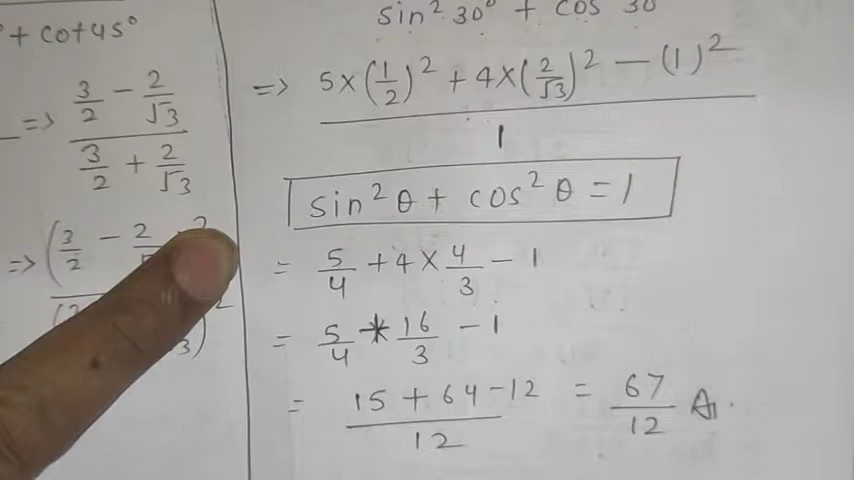 ° + cot45°
=> 3/2 - 2/√3
3/2 + 2/√3
=> (3/2 - 2/
sin² 30° + cos 30
=> 5×(1/2)² + 4×(2/√3)² - (1)²
1
sin²θ + cos²θ = 1
= 5/4 + 4 × 4/3 - 1
= 5/4 + 16/3 - 1
= 15 + 64 - 12 / 12 = 67/12 A